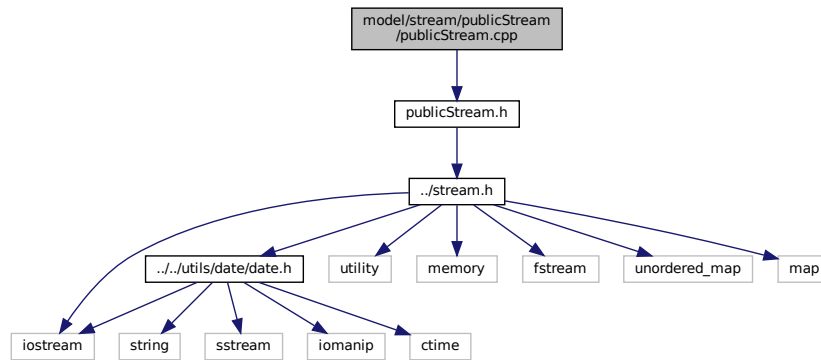 model/stream/publicStream
/publicStream.cpp
publicStream.h
../stream.h
../../utils/date/date.h
utility
memory
fstream
unordered_map
map
iostream
string
sstream
iomanip
ctime